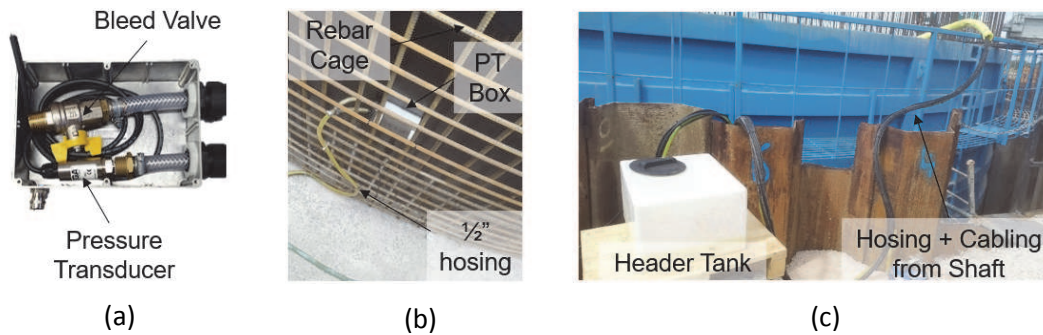 Bleed Valve
Pressure
Transducer
(a)
Rebar
Cage
PT
Box
½”
hosing
(b)
Header Tank
Hosing + Cabling
from Shaft
(c)